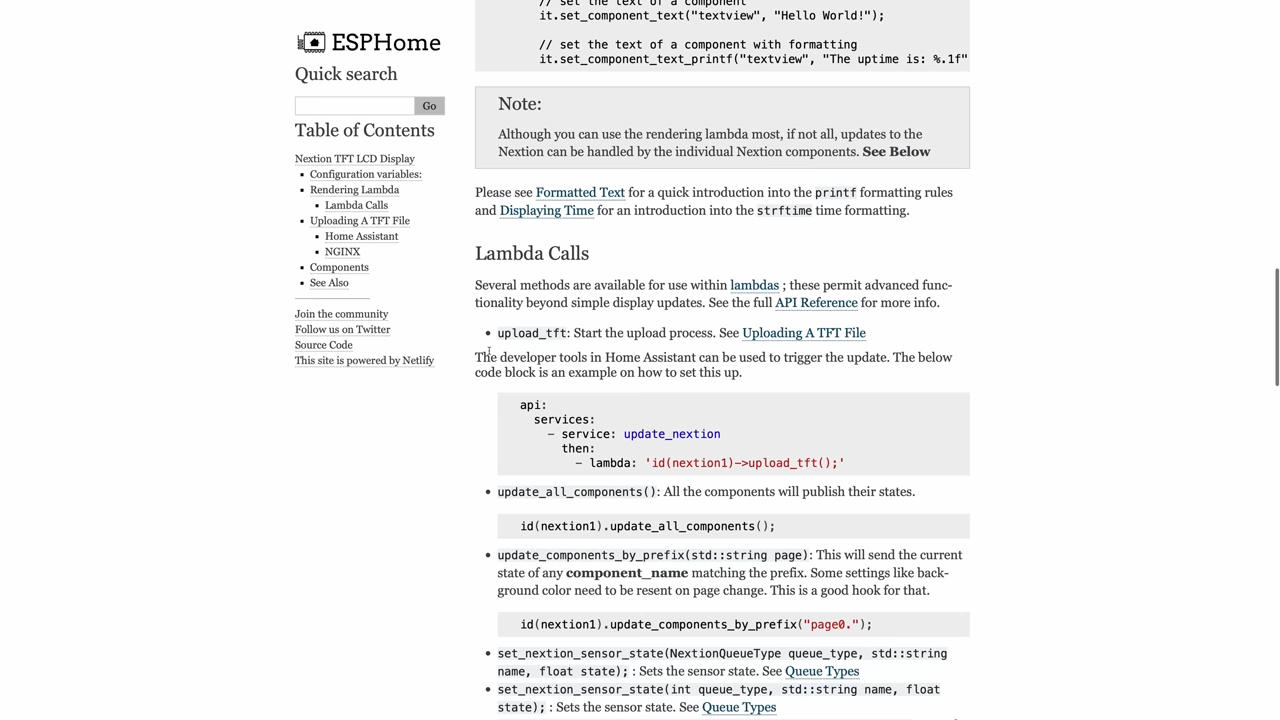 ESPHome
Quick search
Go
Table of Contents
Nextion TFT LCD Display
Configuration variables:
Rendering Lambda
Lambda Calls
Uploading A TFT File
Home Assistant
NGINX
Components
See Also
Join the community
Follow us on Twitter
Source Code
This site is powered by Netlify
// set the text of a component
it.set_component_text("textview", "Hello World!");
// set the text of a component with formatting
it.set_component_text_printf("textview", "The uptime is: %.1f"
Note:
Although you can use the rendering lambda most, if not all, updates to the
Nextion can be handled by the individual Nextion components. See Below
Please see Formatted Text for a quick introduction into the printf formatting rules
and Displaying Time for an introduction into the strftime time formatting.
Lambda Calls
Several methods are available for use within lambdas ; these permit advanced func-
tionality beyond simple display updates. See the full API Reference for more info.
• upload_tft: Start the upload process. See Uploading A TFT File
The developer tools in Home Assistant can be used to trigger the update. The below
code block is an example on how to set this up.
api:
services:
- service: update_nextion
then:
- lambda: 'id(nextion1)->upload_tft();'
• update_all_components(): All the components will publish their states.
id(nextion1).update_all_components();
• update_components_by_prefix(std::string page): This will send the current
state of any component_name matching the prefix. Some settings like back-
ground color need to be resent on page change. This is a good hook for that.
id(nextion1).update_components_by_prefix("page0.");
• set_nextion_sensor_state(NextionQueueType queue_type, std::string
name, float state); : Sets the sensor state. See Queue Types
• set_nextion_sensor_state(int queue_type, std::string name, float
state); : Sets the sensor state. See Queue Types